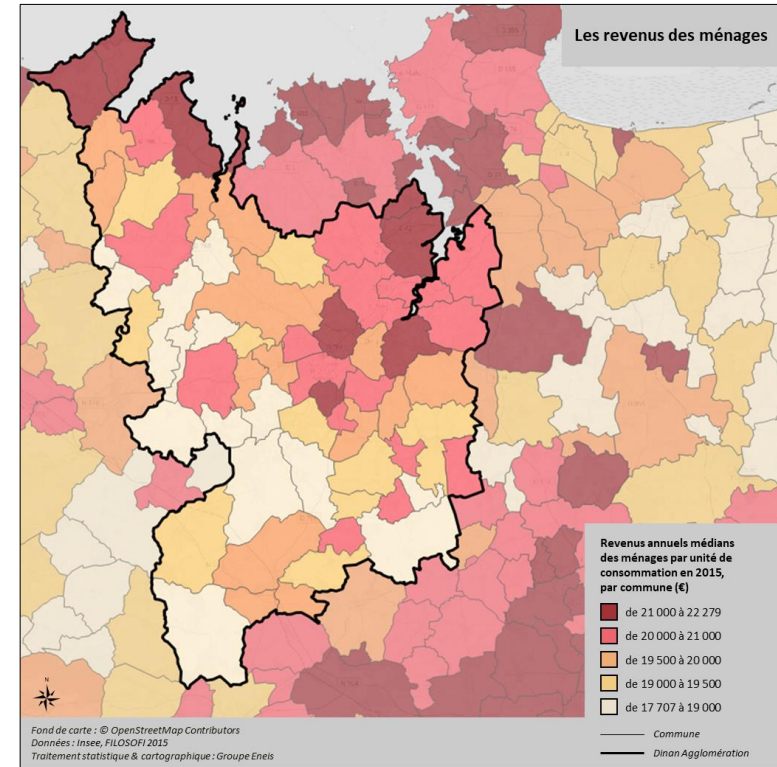 Les revenus des ménages
Revenus annuels médians
des ménages par unité de
consommation en 2015,
par commune (€)
de 21 000 à 22 279
de 20 000 à 21 000
de 19 500 à 20 000
de 19 000 à 19 500
de 17 707 à 19 000
Commune
Dinan Agglomération
N
Fond de carte : © OpenStreetMap Contributors
Données : Insee, FILOSOFI 2015
Traitement statistique & cartographique : Groupe Eneis